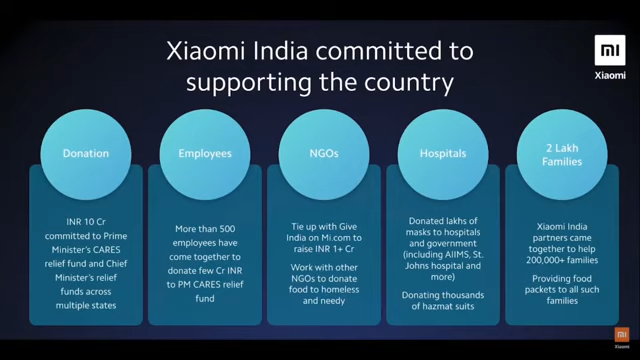 Xiaomi India committed to
supporting the country
mi
Xiaomi
Donation
INR 10 Cr
committed to Prime
Minister's CARES
relief fund and Chief
Minister's relief
funds across
multiple states
Employees
More than 500
employees have
come together to
donate few Cr INR
to PM CARES relief
fund
NGOs
Tie up with Give
India on Mi.com to
raise INR 1+ Cr
Work with other
NGOs to donate
food to homeless
and needy
Hospitals
Donated lakhs of
masks to hospitals
and government
(including AIIMS, St.
Johns hospital and
more)
Donating thousands
of hazmat suits
2 Lakh
Families
Xiaomi India
partners came
together to help
200,000+ families
Providing food
packets to all such
families
mi
Xiaomi